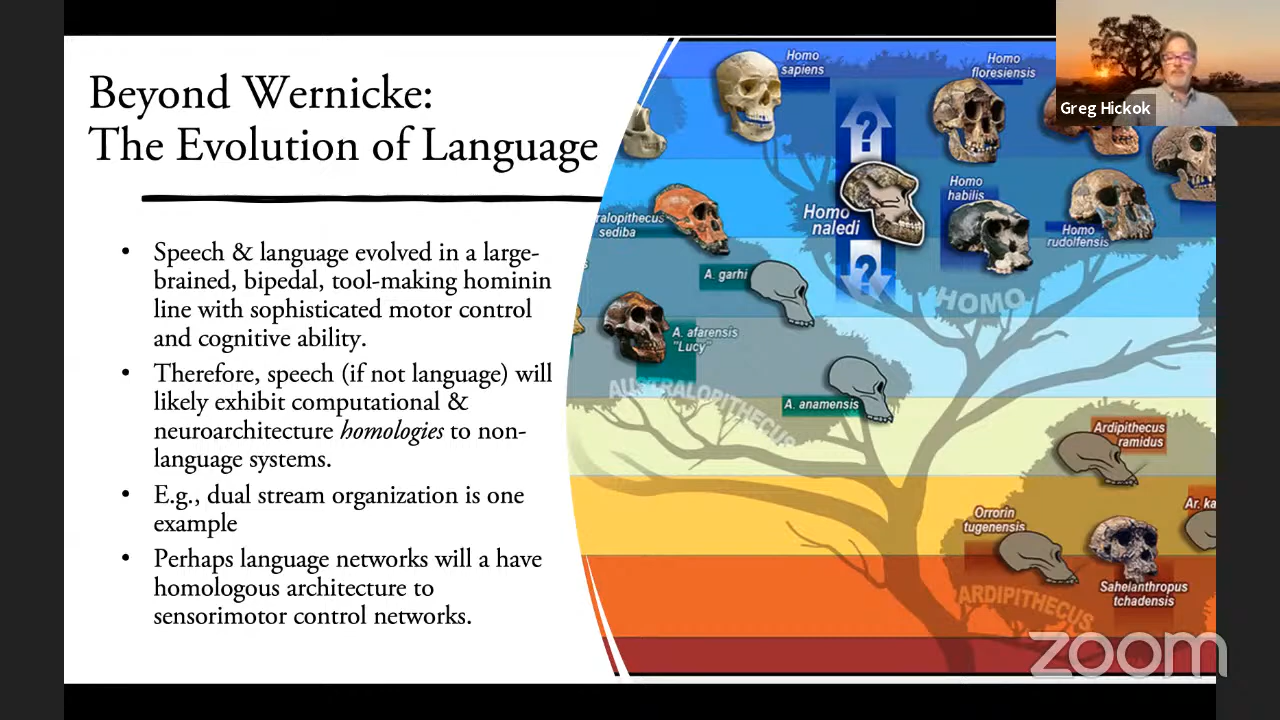 Beyond Wernicke:
The Evolution of Language
• Speech & language evolved in a large-
brained, bipedal, tool-making hominin
line with sophisticated motor control
and cognitive ability.
• Therefore, speech (if not language) will
likely exhibit computational &
neuroarchitecture homologies to non-
language systems.
• E.g., dual stream organization is one
example
• Perhaps language networks will a have
homologous architecture to
sensorimotor control networks.
Homo
sapiens
Homo
floresiensis
Greg Hickok
ralopithecus
sediba
?
Homo
naledi
?
Homo
habilis
Homo
rudolfensis
A. garhi
HOMO
A. afarensis
"Lucy"
AUSTRALOPITHECUS
A. anamensis
Ardipithecus
ramidus
Orrorin
tugenensis
Ar. ka
Sahelanthropus
tchadensis
ARDIPITHECUS
zoom